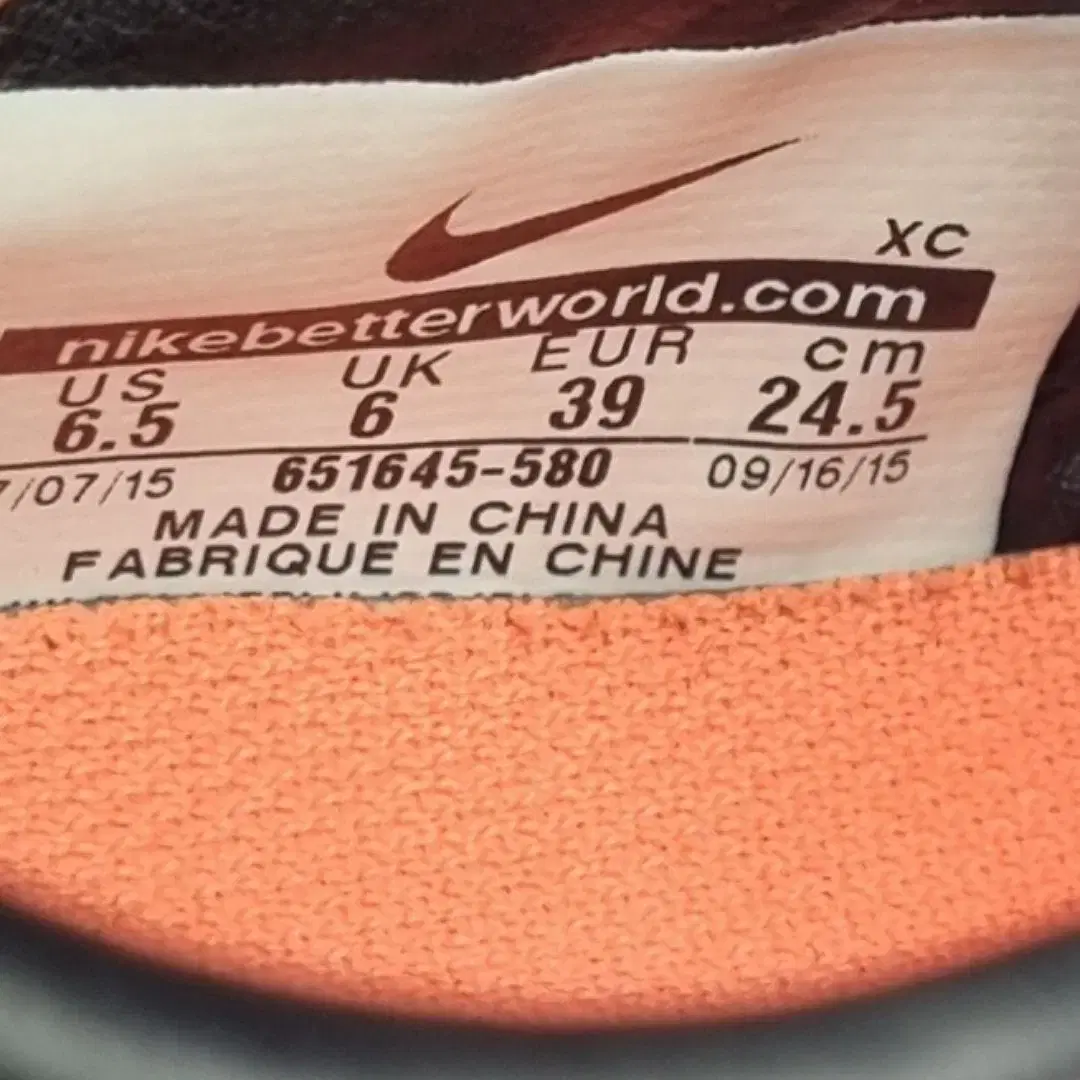 XC
nikebetterworld.com
US UK EUR cm
6.5 6 39 24.5
/07/15 651645-580 09/16/15
MADE IN CHINA
FABRIQUE EN CHINE